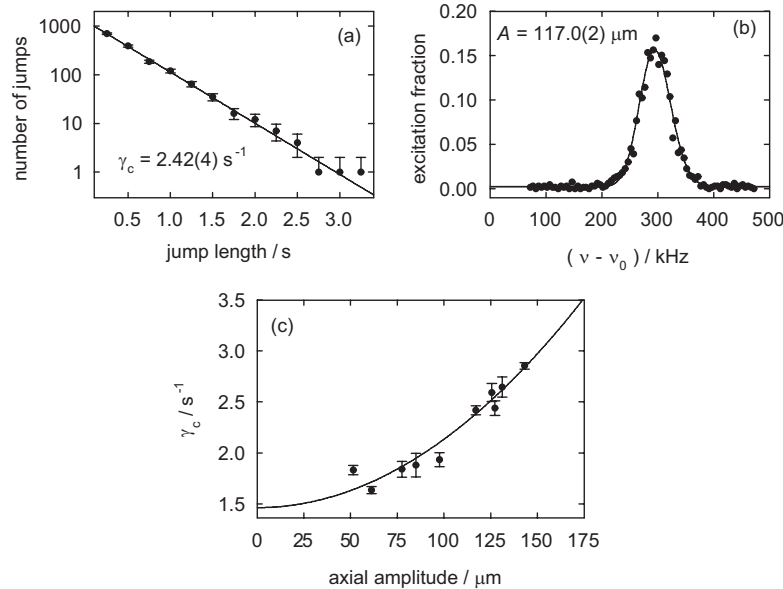 (a)
1000
100
10
1
number of jumps
γc = 2.42(4) s⁻¹
0.5 1.0 1.5 2.0 2.5 3.0
jump length / s
A = 117.0(2) μm
(b)
0.20
0.15
0.10
0.05
0.00
excitation fraction
0 100 200 300 400 500
( ν - ν₀ ) / kHz
(c)
3.5
3.0
2.5
2.0
1.5
γc / s⁻¹
0 25 50 75 100 125 150 175
axial amplitude / μm